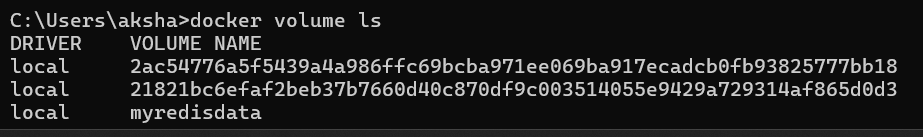 C:\Users\aksha>docker volume ls
DRIVER    VOLUME NAME
local     2ac54776a5f5439a4a986ffc69bcba971ee069ba917ecadcb0fb93825777bb18
local     21821bc6efaf2beb37b7660d40c870df9c003514055e9429a729314af865d0d3
local     myredisdata